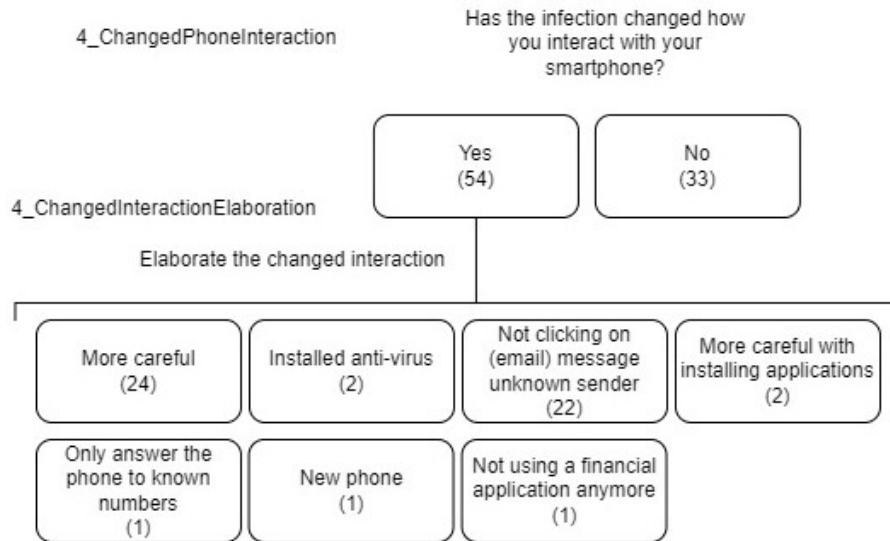 4_ChangedPhoneInteraction
Has the infection changed how
you interact with your
smartphone?
Yes
(54)
No
(33)
4_ChangedInteractionElaboration
Elaborate the changed interaction
More careful
(24)
Installed anti-virus
(2)
Not clicking on
(email) message
unknown sender
(22)
More careful with
installing applications
(2)
Only answer the
phone to known
numbers
(1)
New phone
(1)
Not using a financial
application anymore
(1)